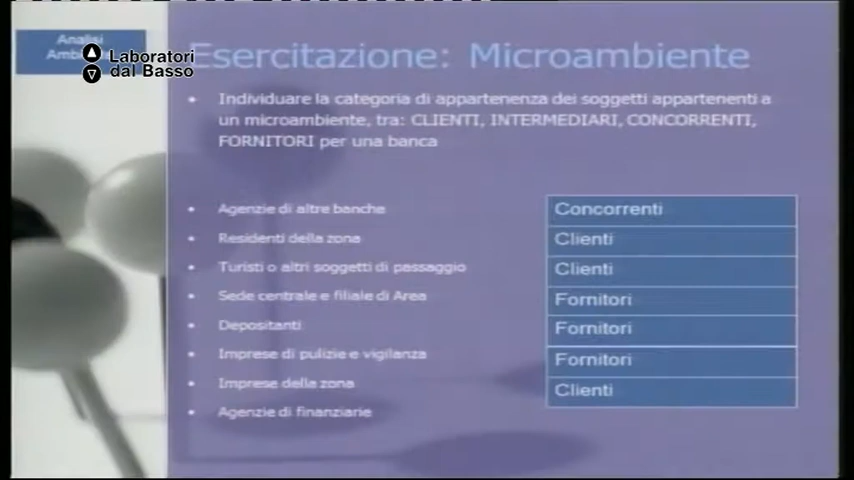 Analisi
Laboratori
dal Basso
Esercitazione: Microambiente
• Individuare la categoria di appartenenza dei soggetti appartenenti a
un microambiente, tra: CLIENTI, INTERMEDIARI, CONCORRENTI,
FORNITORI per una banca
• Agenzie di altre banche
Concorrenti
• Residenti della zona
Clienti
• Turisti o altri soggetti di passaggio
Clienti
• Sede centrale e filiale di Area
Fornitori
• Depositanti
Fornitori
• Imprese di pulizie e vigilanza
Fornitori
• Imprese della zona
Clienti
• Agenzie di finanziarie